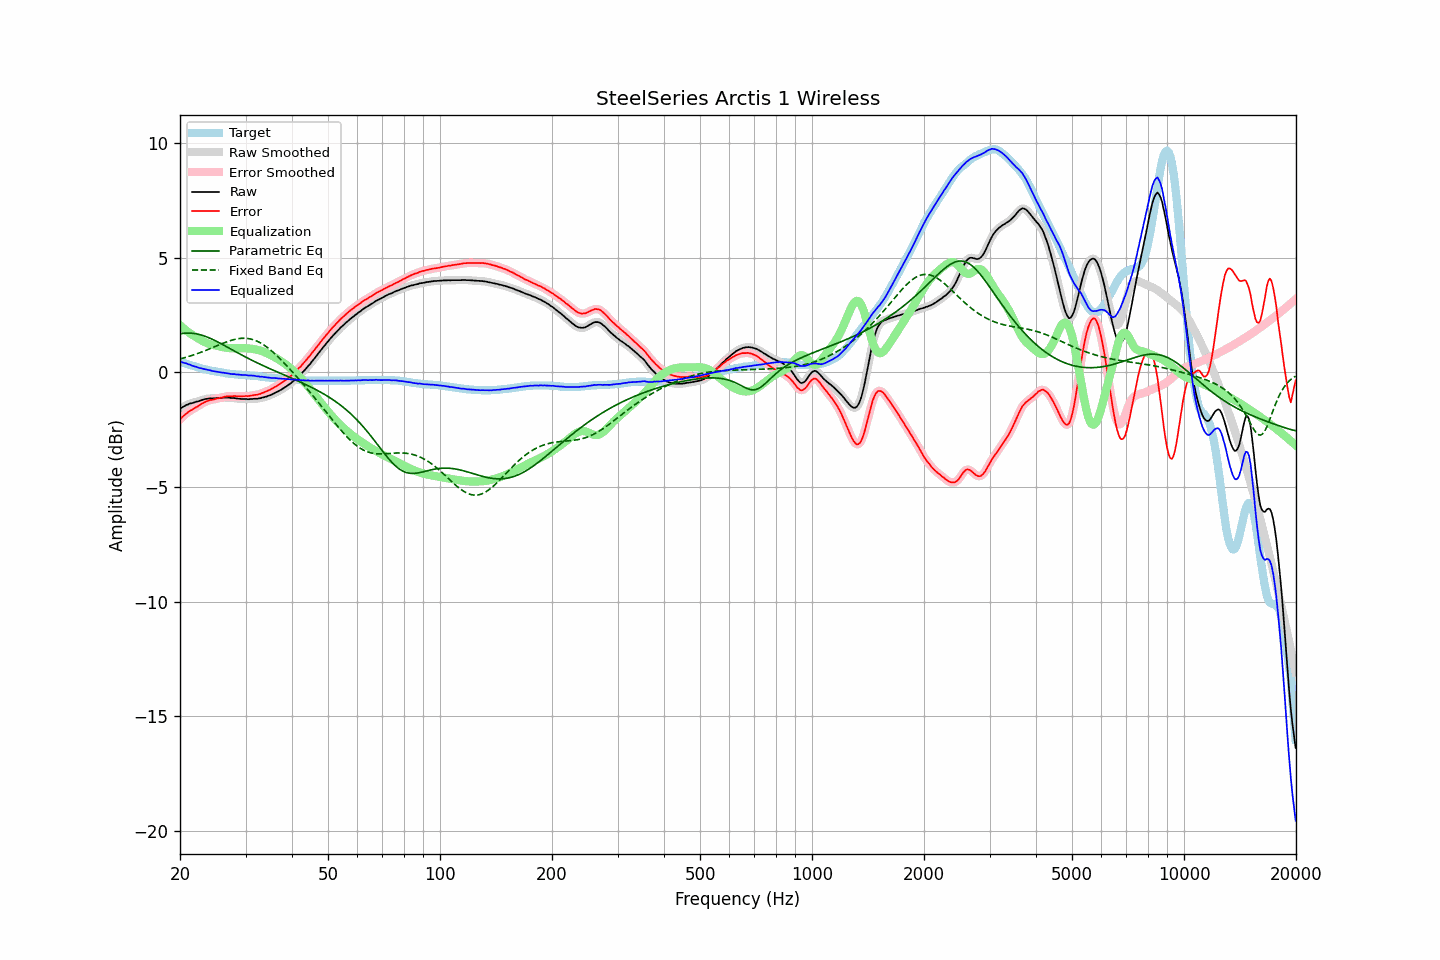 SteelSeries Arctis 1 Wireless
Target
Raw Smoothed
Error Smoothed
Raw
Error
Equalization
Parametric Eq
Fixed Band Eq
Equalized
10
5
0
−5
−10
−15
−20
Amplitude (dBr)
20 50 100 200 500 1000 2000 5000 10000 20000
Frequency (Hz)